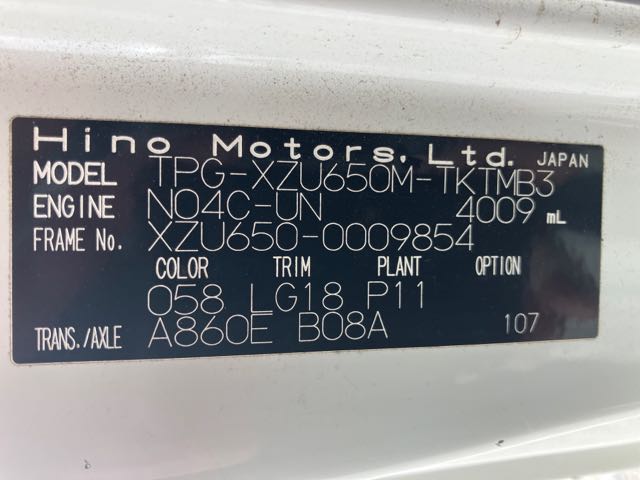 Hino Motors, Ltd. JAPAN
MODEL TPG-XZU650M-TKTMB3
ENGINE N04C-UN 4009 mL
FRAME No. XZU650-0009854
COLOR TRIM PLANT OPTION
058 LG18 P11
TRANS./AXLE A860E B08A 107